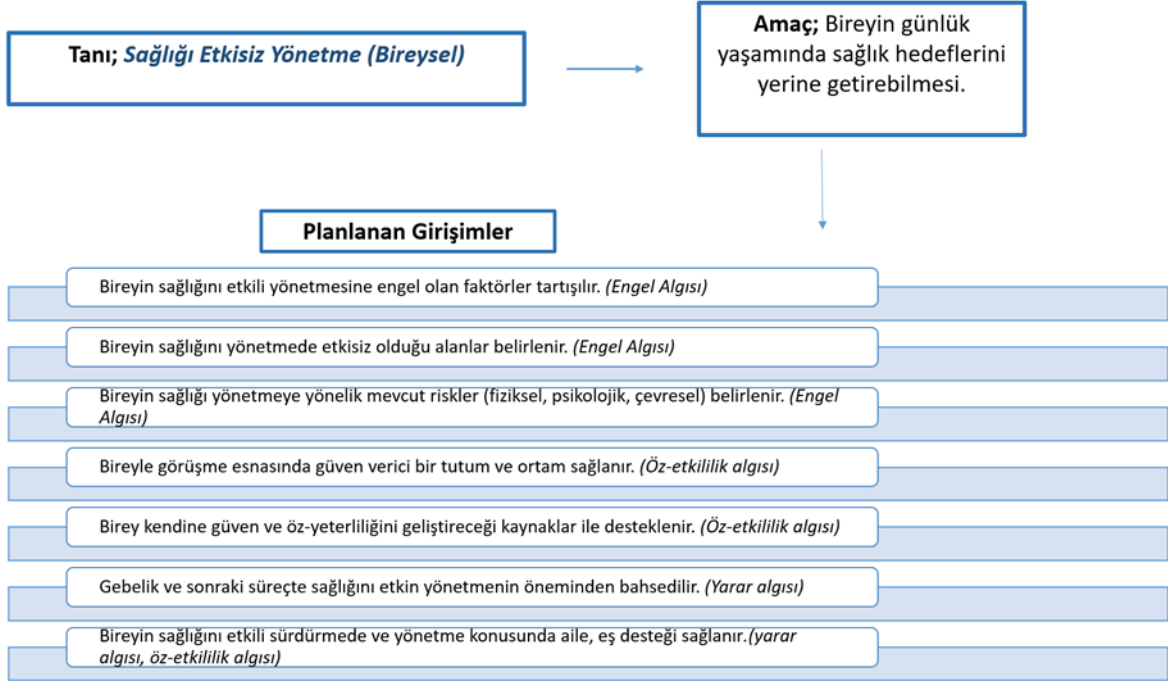 Tanı; Sağlığı Etkisiz Yönetme (Bireysel)
Amaç; Bireyin günlük
yaşamında sağlık hedeflerini
yerine getirebilmesi.
Planlanan Girişimler
Bireyin sağlığını etkili yönetmesine engel olan faktörler tartışılır. (Engel Algısı)
Bireyin sağlığını yönetmede etkisiz olduğu alanlar belirlenir. (Engel Algısı)
Bireyin sağlığı yönetmeye yönelik mevcut riskler (fiziksel, psikolojik, çevresel) belirlenir. (Engel
Algısı)
Bireyle görüşme esnasında güven verici bir tutum ve ortam sağlanır. (Öz-etkililik algısı)
Birey kendine güven ve öz-yeterliliğini geliştireceği kaynaklar ile desteklenir. (Öz-etkililik algısı)
Gebelik ve sonraki süreçte sağlığını etkin yönetmenin öneminden bahsedilir. (Yarar algısı)
Bireyin sağlığını etkili sürdürmede ve yönetme konusunda aile, eş desteği sağlanır.(yarar
algısı, öz-etkililik algısı)